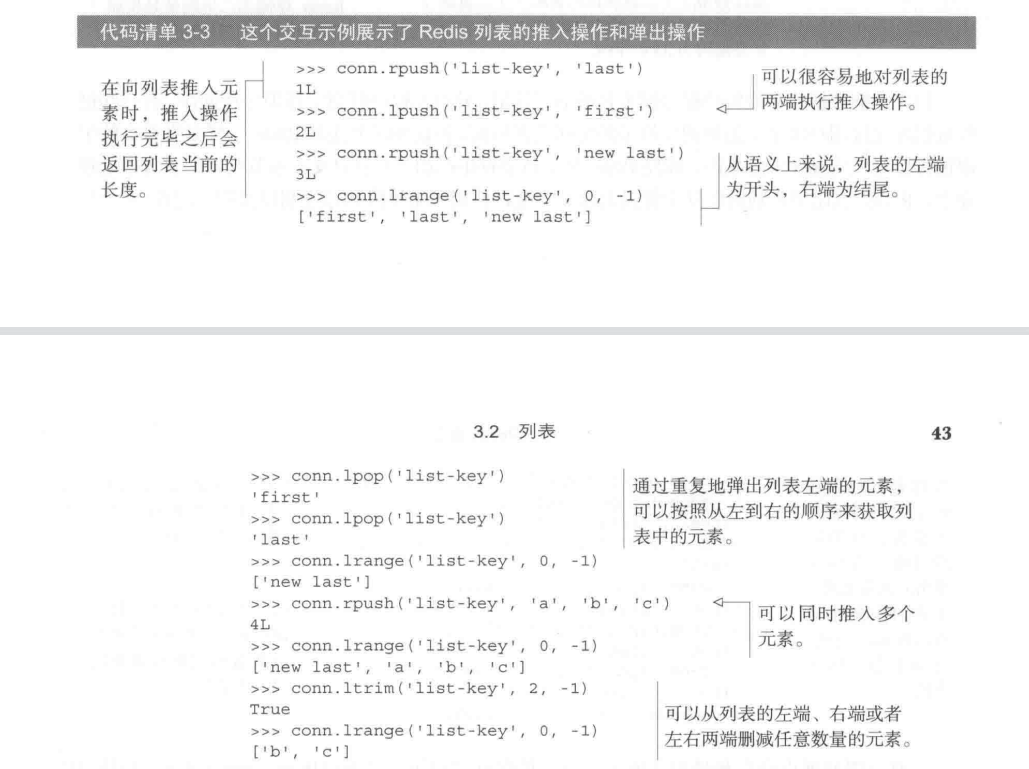 代码清单 3-3 这个交互示例展示了 Redis 列表的推入操作和弹出操作
在向列表推入元
素时，推入操作
执行完毕之后会
返回列表当前的
长度。
>>> conn.rpush('list-key', 'last')
1L
>>> conn.lpush('list-key', 'first')
2L
>>> conn.rpush('list-key', 'new last')
3L
>>> conn.lrange('list-key', 0, -1)
['first', 'last', 'new last']
可以很容易地对列表的
两端执行推入操作。
从语义上来说，列表的左端
为开头，右端为结尾。
3.2 列表
43
>>> conn.lpop('list-key')
'first'
>>> conn.lpop('list-key')
'last'
>>> conn.lrange('list-key', 0, -1)
['new last']
>>> conn.rpush('list-key', 'a', 'b', 'c')
4L
>>> conn.lrange('list-key', 0, -1)
['new last', 'a', 'b', 'c']
>>> conn.ltrim('list-key', 2, -1)
True
>>> conn.lrange('list-key', 0, -1)
['b', 'c']
通过重复地弹出列表左端的元素，
可以按照从左到右的顺序来获取列
表中的元素。
可以同时推入多个
元素。
可以从列表的左端、右端或者
左右两端删减任意数量的元素。